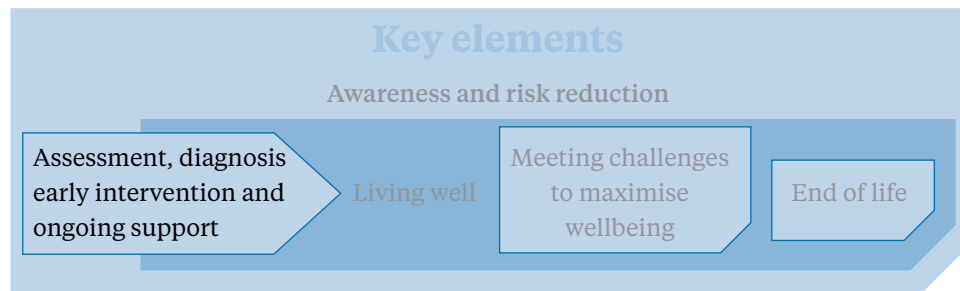 Key elements
Awareness and risk reduction
Assessment, diagnosis
early intervention and
ongoing support
Living well
Meeting challenges
to maximise
wellbeing
End of life